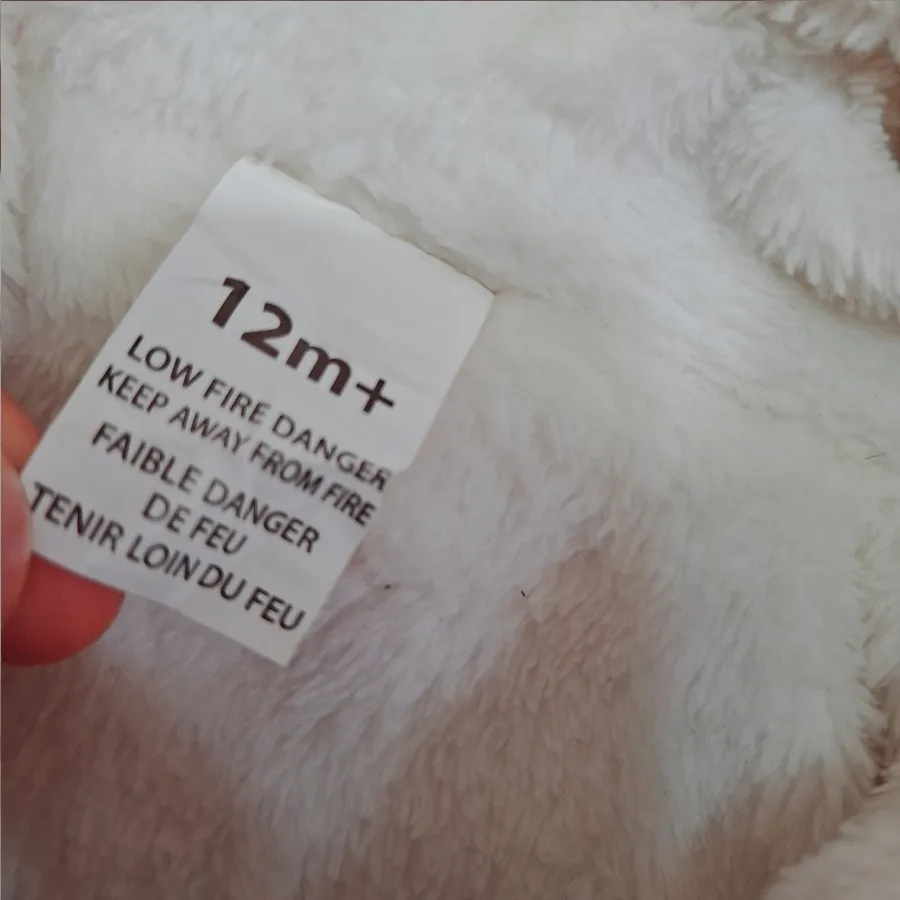 12m+
LOW FIRE DANGER
KEEP AWAY FROM FIRE
FAIBLE DANGER
DE FEU
TENIR LOIN DU FEU